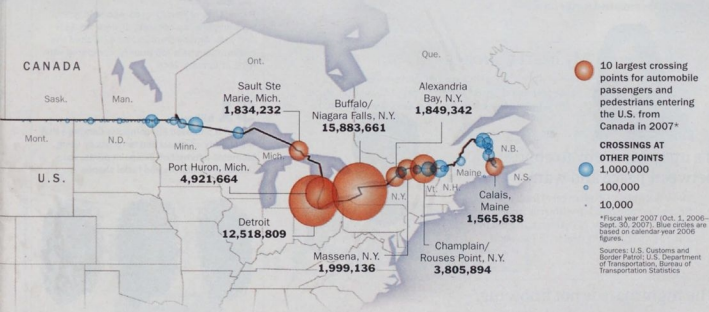 CANADA
Ont.
Que.
Sask.
Man.
Sault Ste
Marie, Mich.
1,834,232
Buffalo/
Niagara Falls, N.Y.
15,883,661
Alexandria
Bay, N.Y.
1,849,342
Mont.
N.D.
Minn.
Mich.
N.B.
U.S.
Port Huron, Mich.
4,921,664
Maine
N.S.
N.Y.
Vt.
N.H.
Detroit
12,518,809
Calais,
Maine
1,565,638
Massena, N.Y.
1,999,136
Champlain/
Rouses Point, N.Y.
3,805,894
10 largest crossing
points for automobile
passengers and
pedestrians entering
the U.S. from
Canada in 2007*
CROSSINGS AT
OTHER POINTS
1,000,000
100,000
10,000
*Fiscal year 2007 (Oct. 1, 2006–
Sept. 30, 2007). Blue circles are
based on calendar-year 2006
figures.
Sources: U.S. Customs and
Border Patrol; U.S. Department
of Transportation, Bureau of
Transportation Statistics